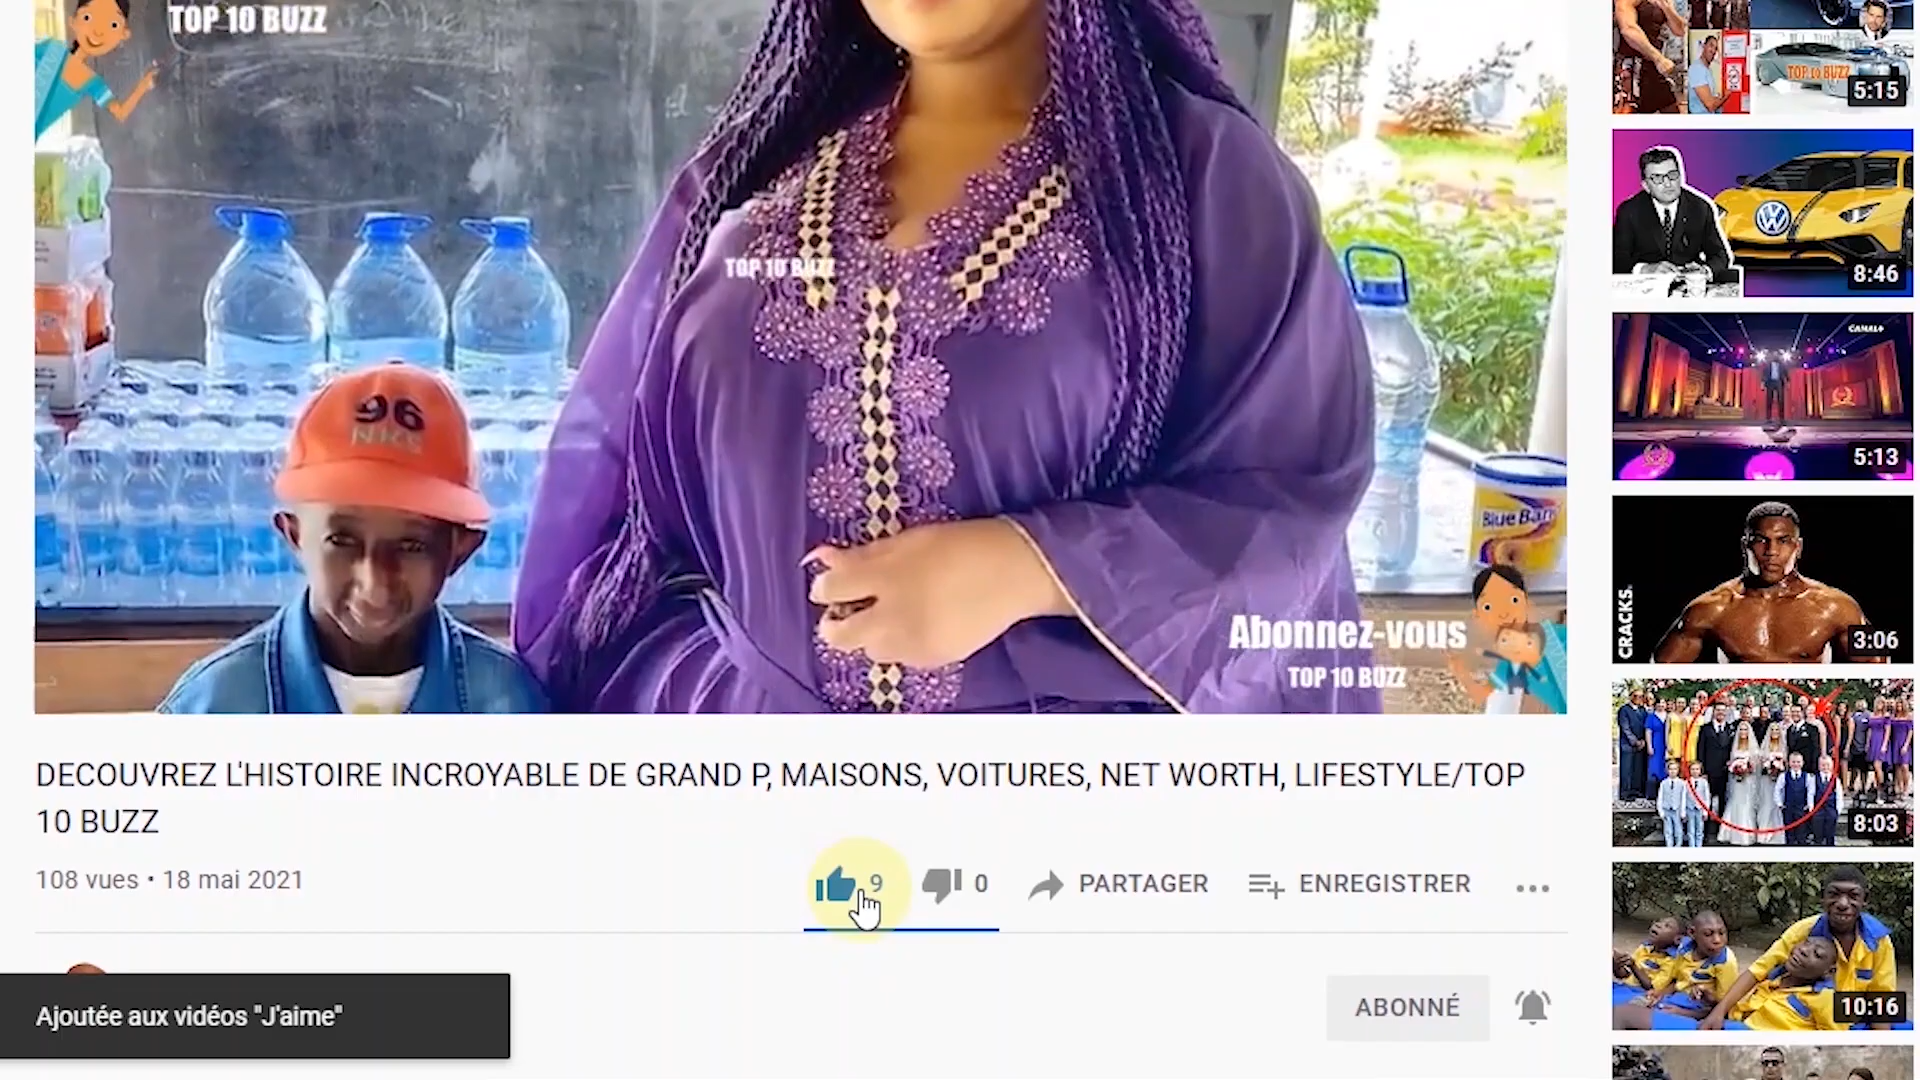 TOP 10 BUZZ
5:15
TOP 10 BUZZ
8:46
TOP 10 BUZZ
CANAL+
5:13
96
NKS
Blue Ban
CRACKS.
3:06
Abonnez-vous
TOP 10 BUZZ
DECOUVREZ L'HISTOIRE INCROYABLE DE GRAND P, MAISONS, VOITURES, NET WORTH, LIFESTYLE/TOP
10 BUZZ
8:03
108 vues • 18 mai 2021
9
0
PARTAGER
ENREGISTRER
Ajoutée aux vidéos "J'aime"
ABONNÉ
10:16